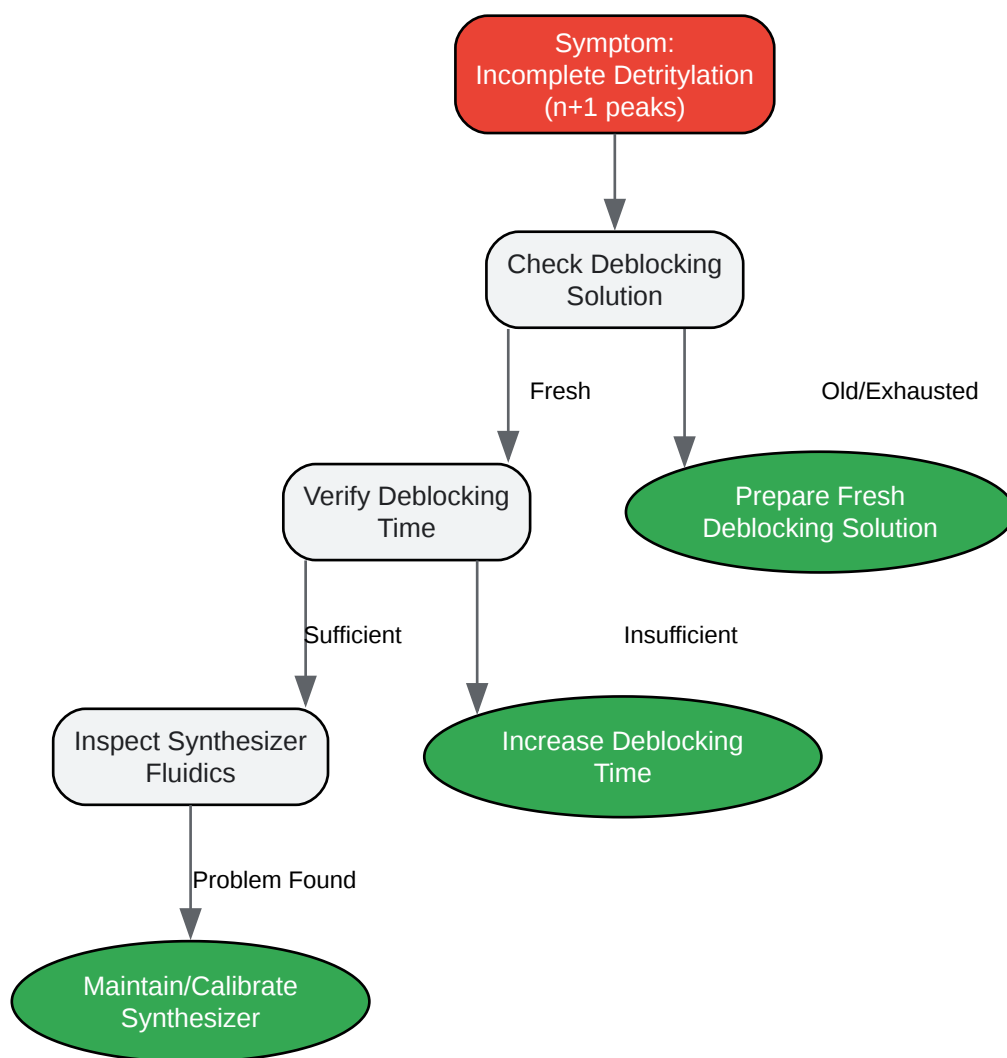 Symptom:
Incomplete Detritylation
(n+1 peaks)
Check Deblocking
Solution
Fresh
Old/Exhausted
Verify Deblocking
Time
Prepare Fresh
Deblocking Solution
Sufficient
Insufficient
Inspect Synthesizer
Fluidics
Increase Deblocking
Time
Problem Found
Maintain/Calibrate
Synthesizer